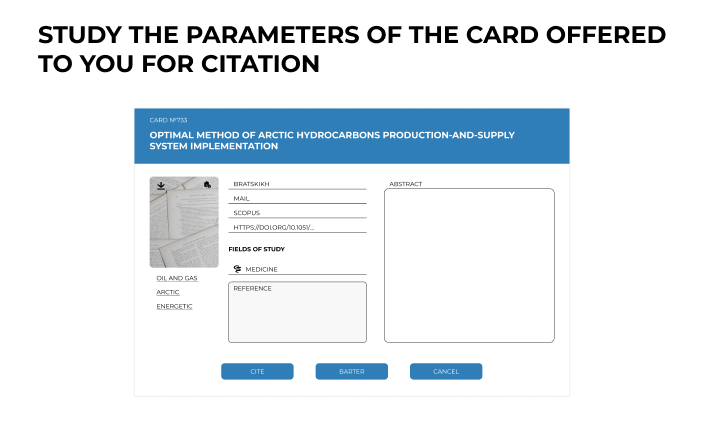 STUDY THE PARAMETERS OF THE CARD OFFERED
TO YOU FOR CITATION
CARD №733
OPTIMAL METHOD OF ARCTIC HYDROCARBONS PRODUCTION-AND-SUPPLY
SYSTEM IMPLEMENTATION
BRATSKIKH
MAIL
SCOPUS
HTTPS://DOI.ORG/10.1051/...
FIELDS OF STUDY
MEDICINE
REFERENCE
OIL AND GAS
ARCTIC
ENERGETIC
ABSTRACT
CITE
BARTER
CANCEL